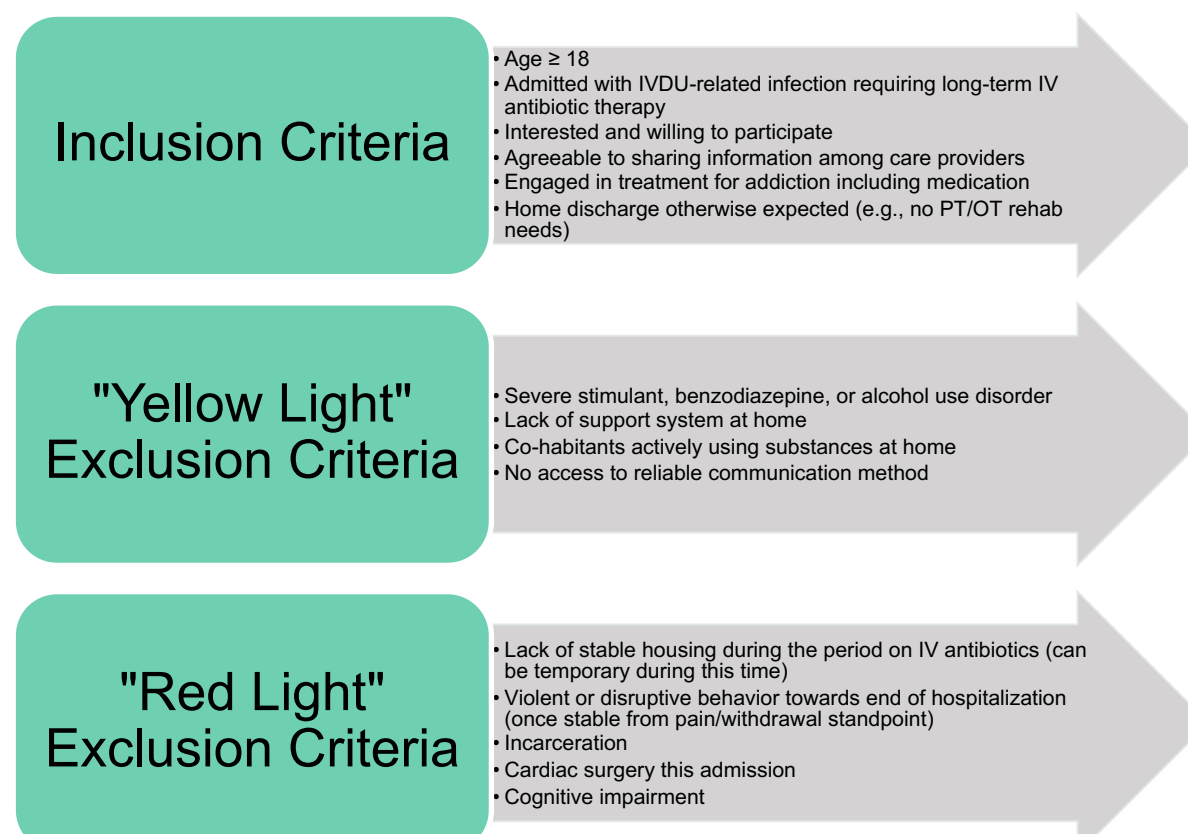 Inclusion Criteria
• Age ≥ 18
• Admitted with IVDU-related infection requiring long-term IV
antibiotic therapy
• Interested and willing to participate
• Agreeable to sharing information among care providers
• Engaged in treatment for addiction including medication
• Home discharge otherwise expected (e.g., no PT/OT rehab
needs)
"Yellow Light"
Exclusion Criteria
• Severe stimulant, benzodiazepine, or alcohol use disorder
• Lack of support system at home
• Co-habitants actively using substances at home
• No access to reliable communication method
"Red Light"
Exclusion Criteria
• Lack of stable housing during the period on IV antibiotics (can
be temporary during this time)
• Violent or disruptive behavior towards end of hospitalization
(once stable from pain/withdrawal standpoint)
• Incarceration
• Cardiac surgery this admission
• Cognitive impairment